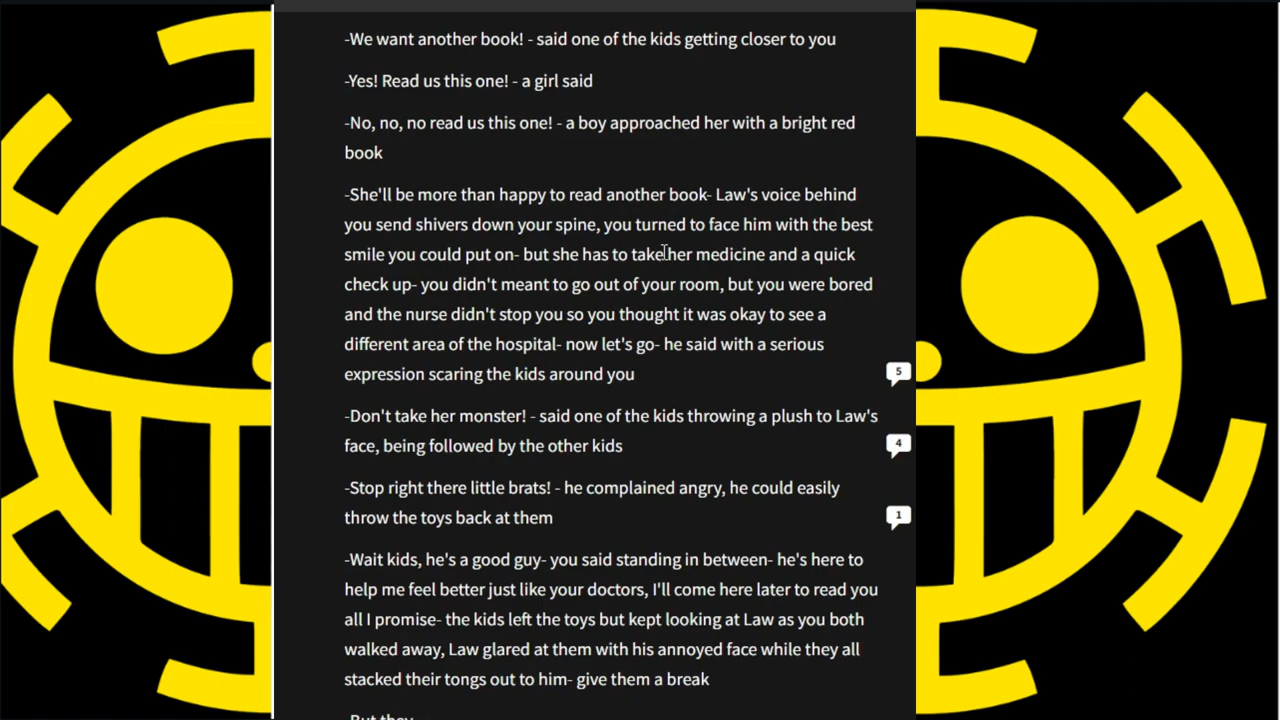 -We want another book! - said one of the kids getting closer to you
-Yes! Read us this one! - a girl said
-No, no, no read us this one! - a boy approached her with a bright red
book
-She'll be more than happy to read another book- Law's voice behind
you send shivers down your spine, you turned to face him with the best
smile you could put on- but she has to take her medicine and a quick
check up- you didn't meant to go out of your room, but you were bored
and the nurse didn't stop you so you thought it was okay to see a
different area of the hospital- now let's go- he said with a serious
expression scaring the kids around you
5
-Don't take her monster! - said one of the kids throwing a plush to Law's
face, being followed by the other kids
4
-Stop right there little brats! - he complained angry, he could easily
throw the toys back at them
1
-Wait kids, he's a good guy- you said standing in between- he's here to
help me feel better just like your doctors, I'll come here later to read you
all I promise- the kids left the toys but kept looking at Law as you both
walked away, Law glared at them with his annoyed face while they all
stacked their tongs out to him- give them a break
-But they-